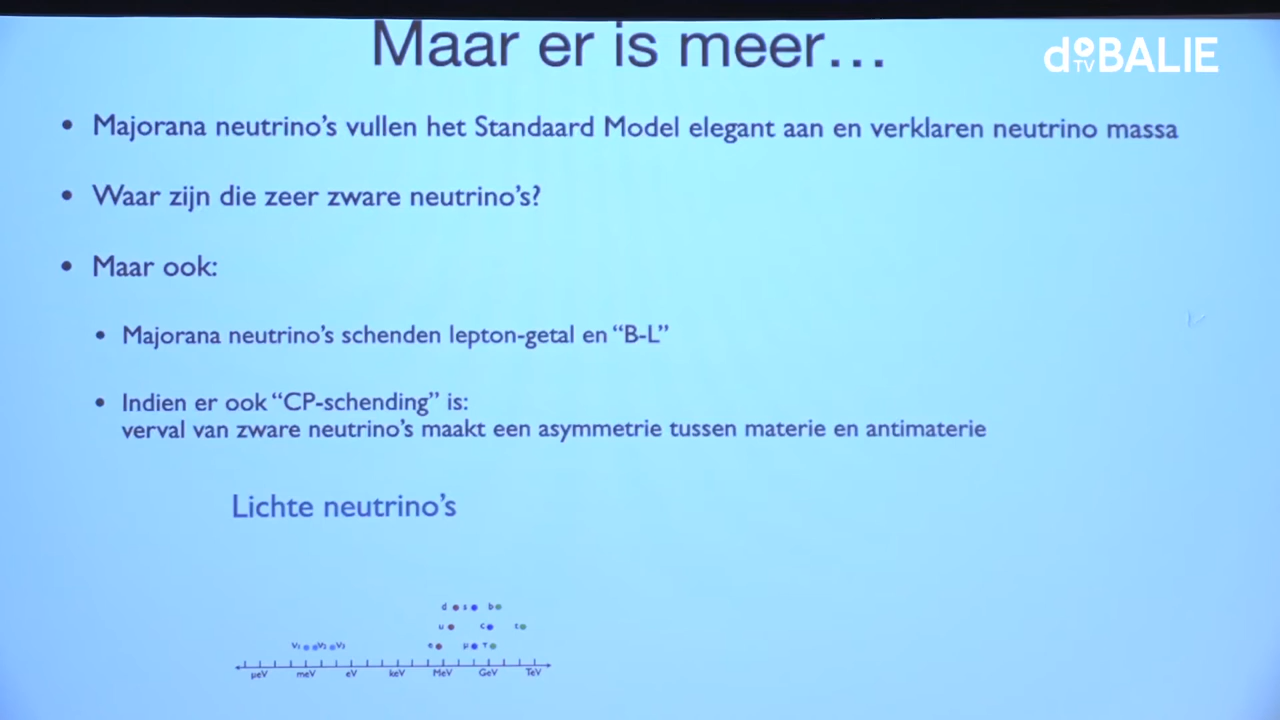 Maar er is meer…
do TV BALIE
• Majorana neutrino’s vullen het Standaard Model elegant aan en verklaren neutrino massa
• Waar zijn die zeer zware neutrino’s?
• Maar ook:
• Majorana neutrino’s schenden lepton-getal en “B-L”
• Indien er ook “CP-schending” is:
verval van zware neutrino’s maakt een asymmetrie tussen materie en antimaterie
Lichte neutrino’s
d s b
u c t
ν₁ ν₂ ν₃ e μ τ
μeV meV eV keV MeV GeV TeV